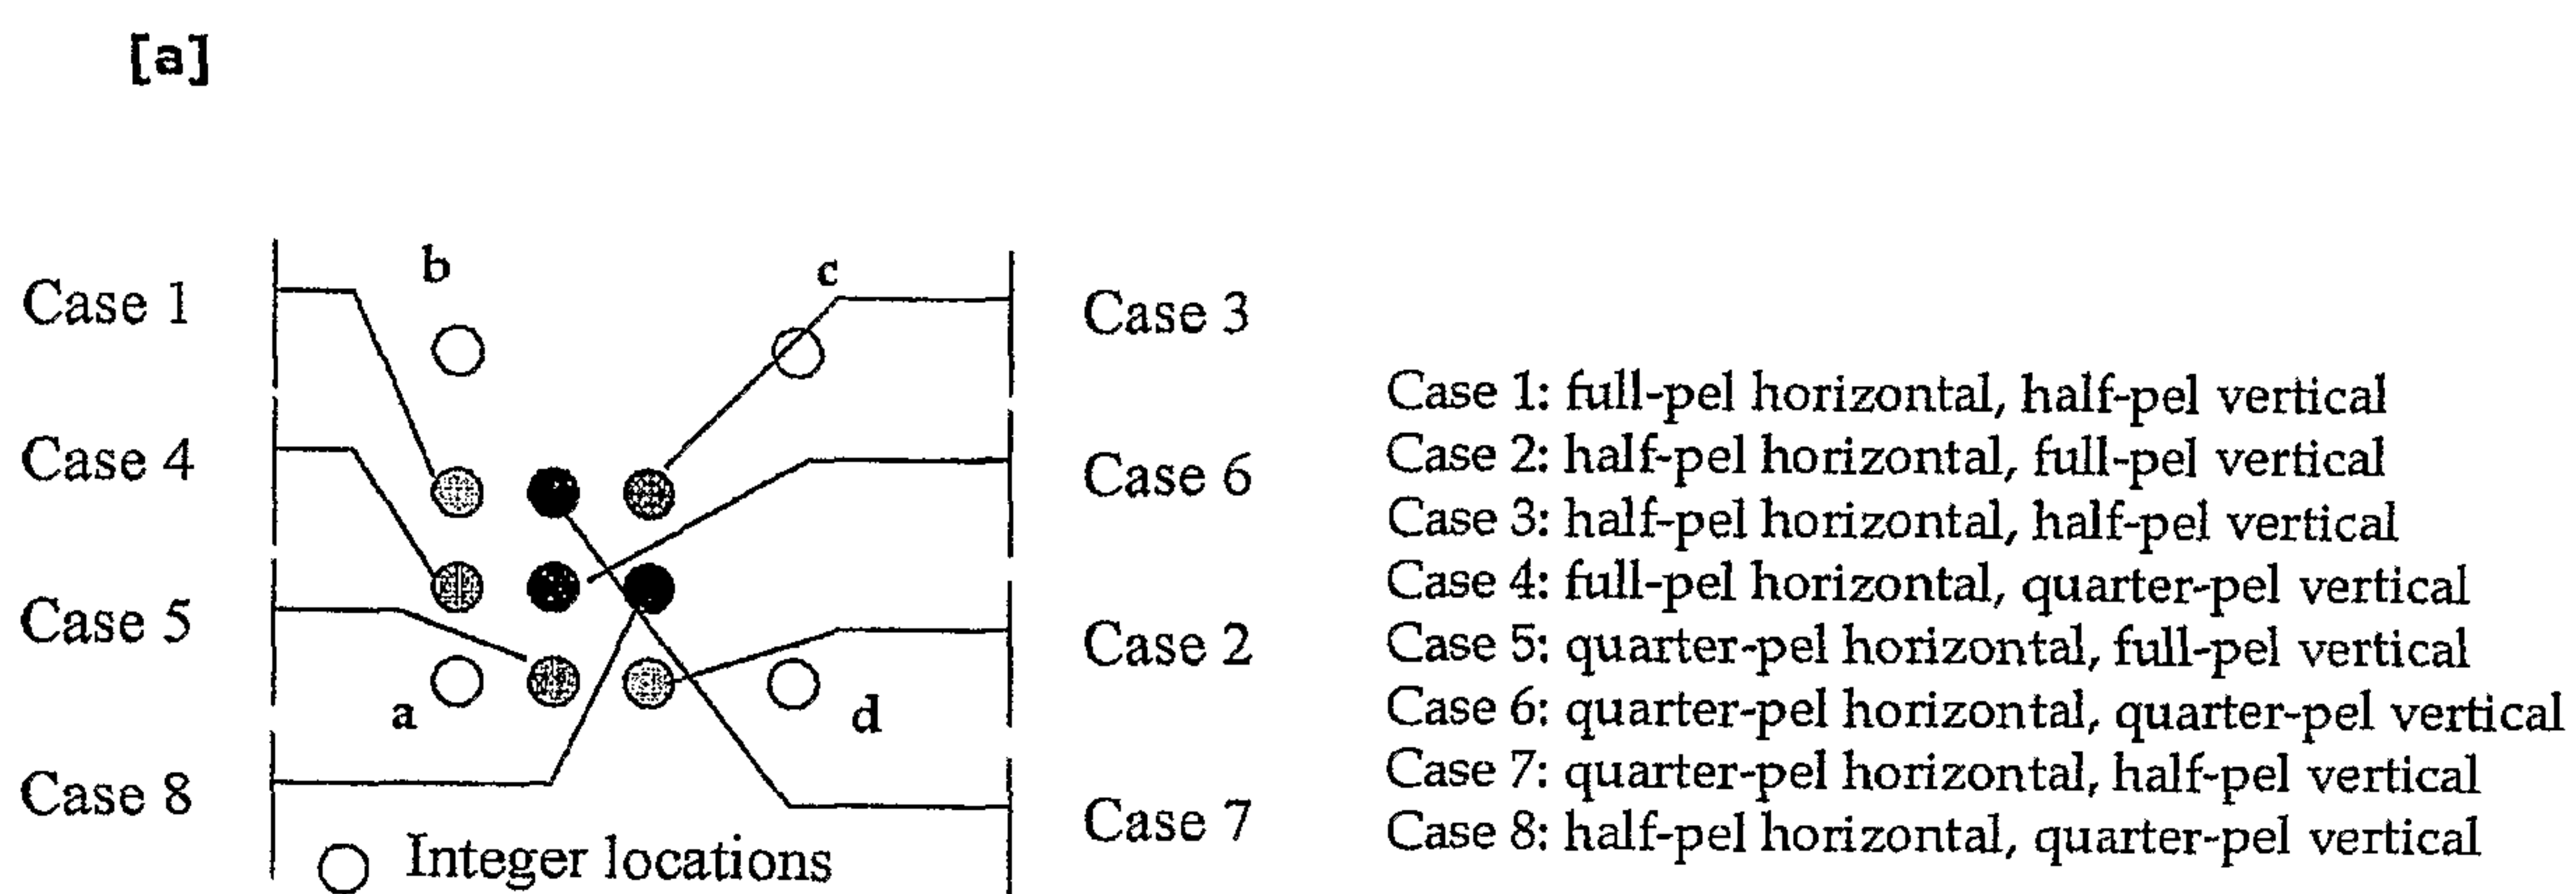 [a]
b
c
Case 1
Case 3
Case 4
Case 6
Case 5
Case 2
a
d
Case 8
Case 7
Integer locations
Case 1: full-pel horizontal, half-pel vertical
Case 2: half-pel horizontal, full-pel vertical
Case 3: half-pel horizontal, half-pel vertical
Case 4: full-pel horizontal, quarter-pel vertical
Case 5: quarter-pel horizontal, full-pel vertical
Case 6: quarter-pel horizontal, quarter-pel vertical
Case 7: quarter-pel horizontal, half-pel vertical
Case 8: half-pel horizontal, quarter-pel vertical